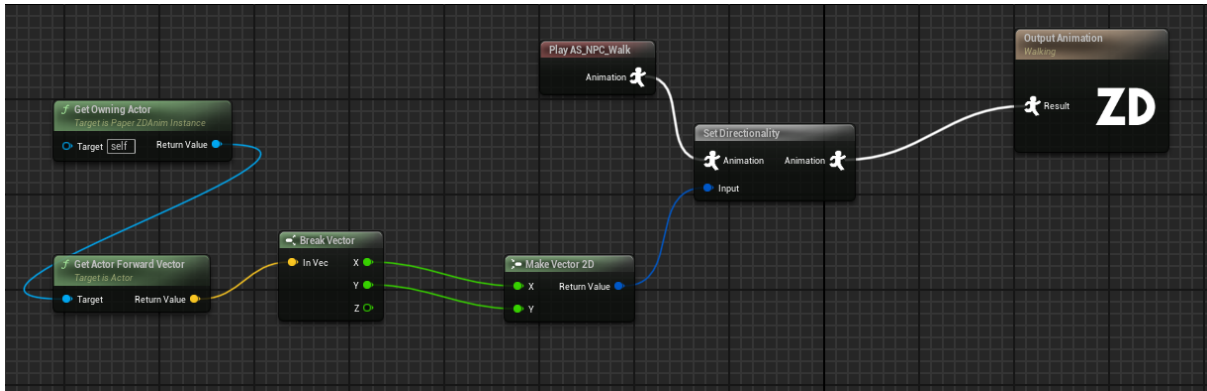 Play AS_NPC_Walk
Animation
Output Animation
Walking
Result
ZD
f Get Owning Actor
Target is Paper ZDAnim Instance
Target self Return Value
Set Directionality
Animation Animation
Input
f Get Actor Forward Vector
Target is Actor
Target Return Value
Break Vector
In Vec X
Y
Z
Make Vector 2D
X Return Value
Y